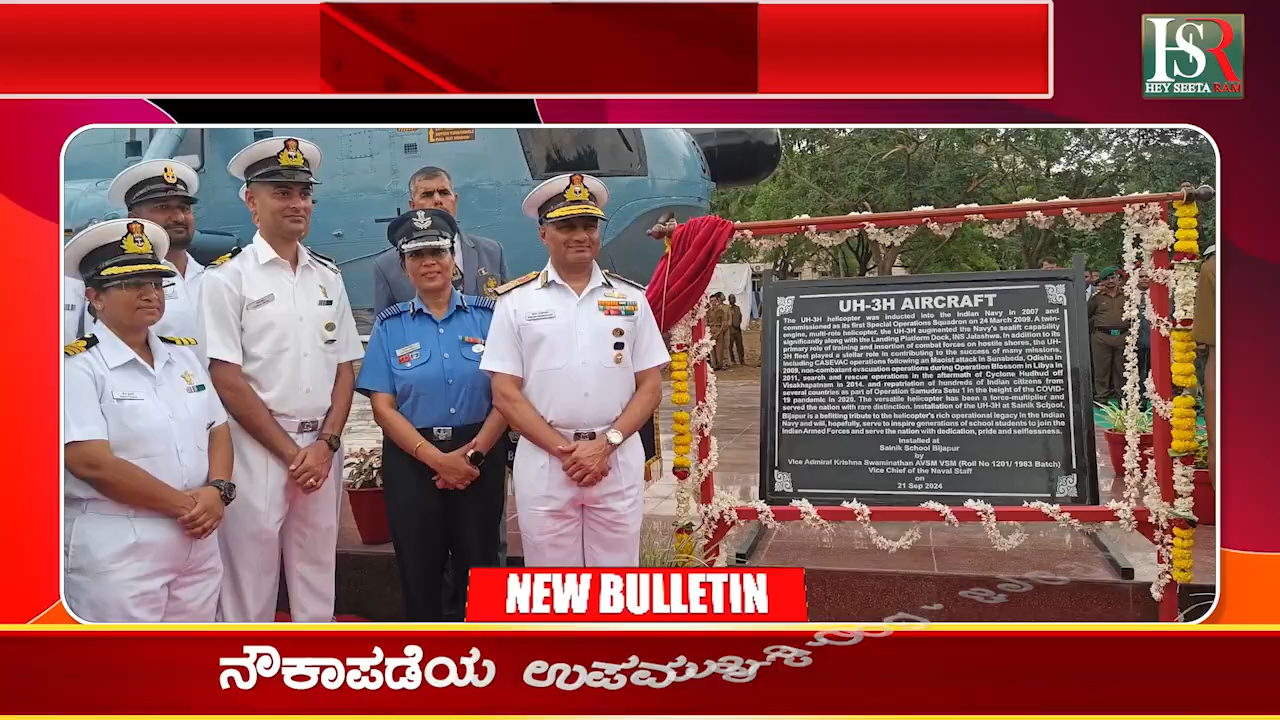 HSR
HEY SEETA RAM
UH-3H AIRCRAFT
The UH-3H helicopter was inducted into the Indian Navy in 2007 and
commissioned as its first Special Operations Squadron on 24 March 2009. A twin-
engine, multi-role helicopter, the UH-3H augmented the Navy's sealift capability
significantly along with the Landing Platform Dock, INS Jalashwa. In addition to its
primary role of training and insertion of combat forces on hostile shores, the UH-
3H fleet played a stellar role in contributing to the success of many missions,
including CASEVAC operations following an Maoist attack in Sunabeda, Odisha in
2009, non-combatant evacuation operations during Operation Blossom in Libya in
2011, search and rescue operations in the aftermath of Cyclone Hudhud off
Visakhapatnam in 2014. and repatriation of hundreds of Indian citizens from
as part of Operation Samudra Setu 1 in the height of the COVID-
19 pandemic in 2020. The versatile helicopter has been a force-multiplier and
served the nation with rare distinction. Installation of the UH-3H at Sainik School,
Bijapur is a befitting tribute to the helicopter's rich operational legacy in the Indian
Navy and will, hopefully, serve to inspire generations of school students to join the
Indian Armed Forces and serve the nation with dedication, pride and selflessness.
Installed at
Sainik School Bijapur
by
Vice Admiral Krishna Swaminathan AVSM VSM (Roll No 1201/ 1983 Batch)
Vice Chief of the Naval Staff
on
21 Sep 2024
NEW BULLETIN
ನೌಕಾಪಡೆಯ